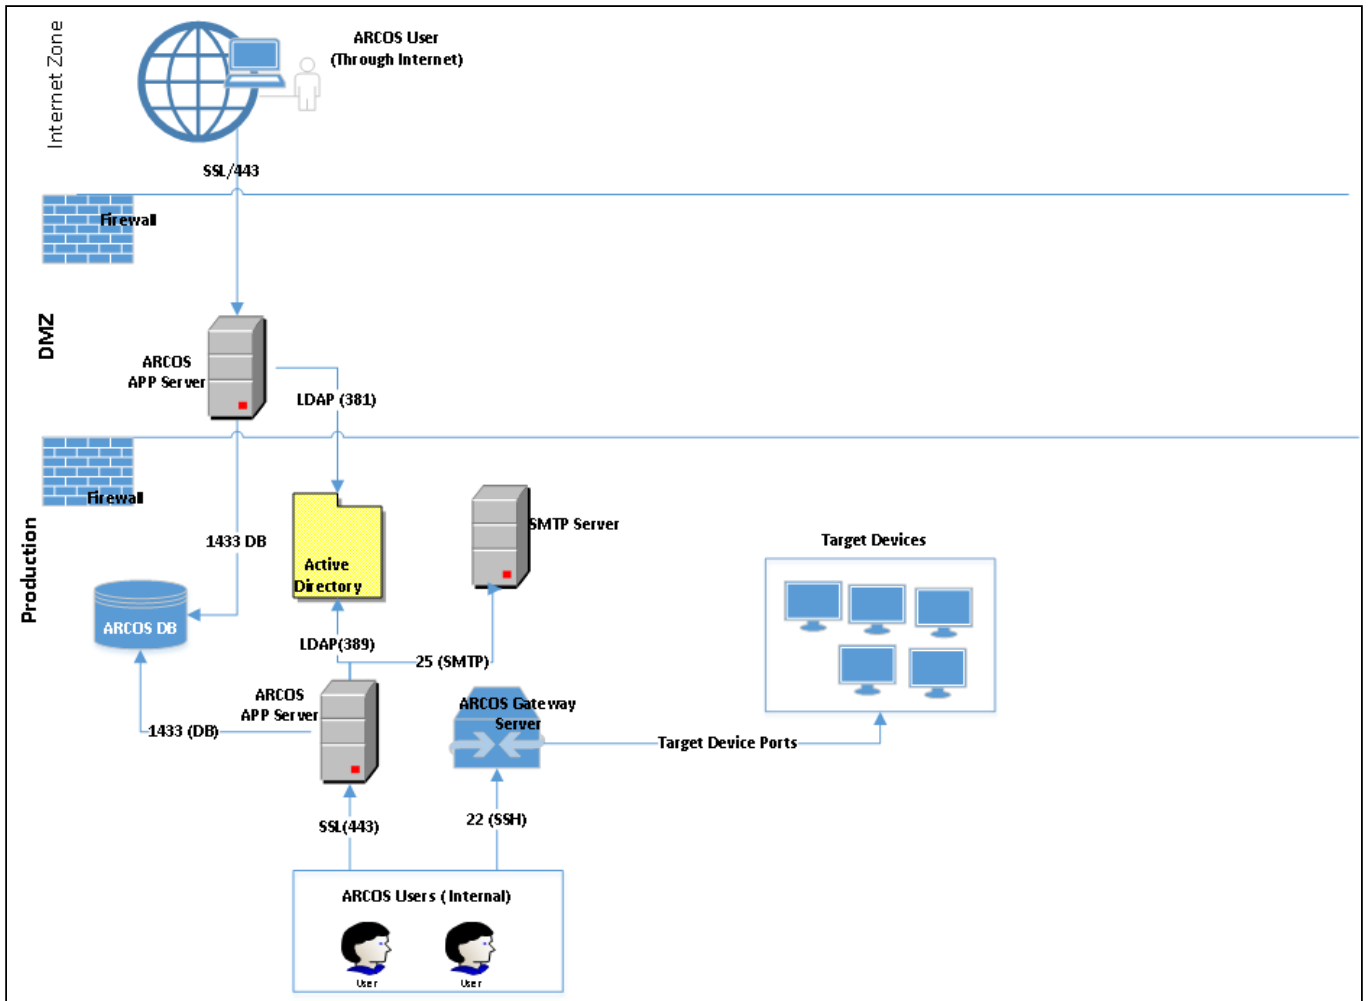 Internet Zone
ARCOS User
(Through Internet)
SSL/443
Firewall
DMZ
ARCOS
APP Server
LDAP (381)
Firewall
Production
1433 DB
Active
Directory
SMTP Server
Target Devices
ARCOS DB
LDAP(389)
25 (SMTP)
ARCOS
APP Server
ARCOS Gateway
Server
1433 (DB)
Target Device Ports
SSL(443)
22 (SSH)
ARCOS Users ( Internal)
User
User